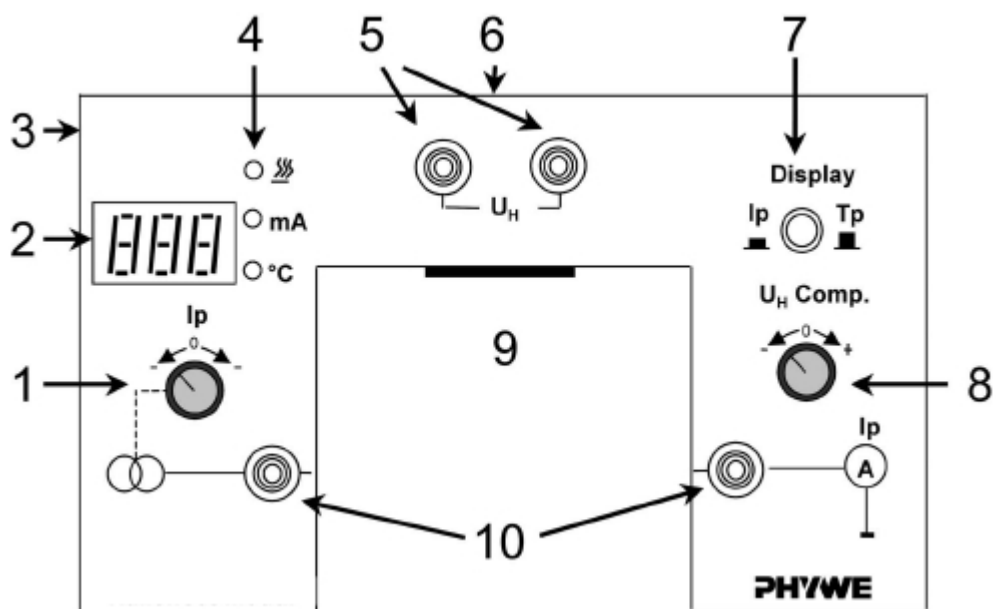 4 5 6 7
3
mA
°C
888
2
U_H
Display
Ip Tp
U_H Comp.
- 0 +
Ip
- 0 -
1
9
8
Ip
A
10
PHYWE